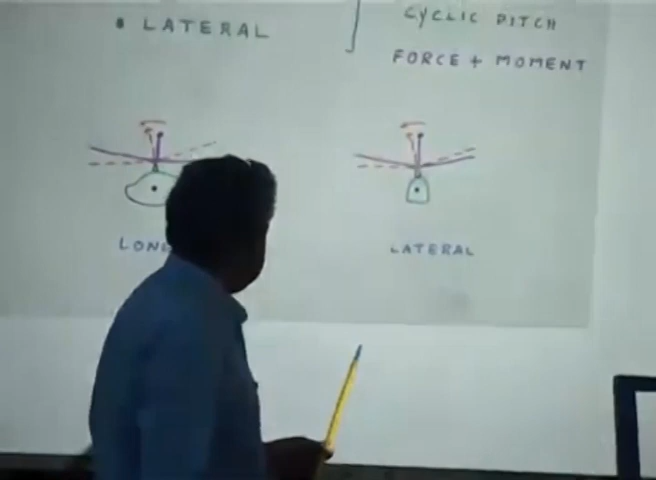 • LATERAL
CYCLIC PITCH
FORCE + MOMENT
LATERAL